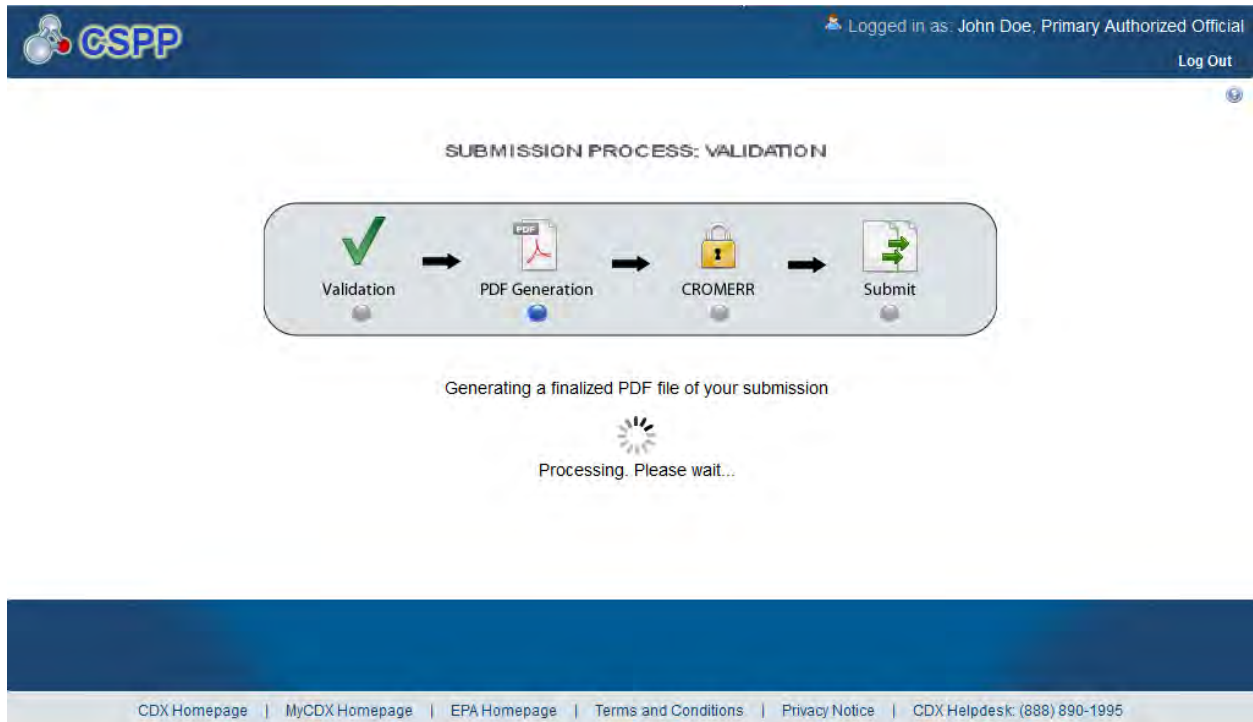 CSPP
Logged in as: John Doe, Primary Authorized Official
Log Out
SUBMISSION PROCESS: VALIDATION
PDF
Validation
PDF Generation
CROMERR
Submit
Generating a finalized PDF file of your submission
Processing. Please wait...
CDX Homepage | MyCDX Homepage | EPA Homepage | Terms and Conditions | Privacy Notice | CDX Helpdesk: (888) 890-1995